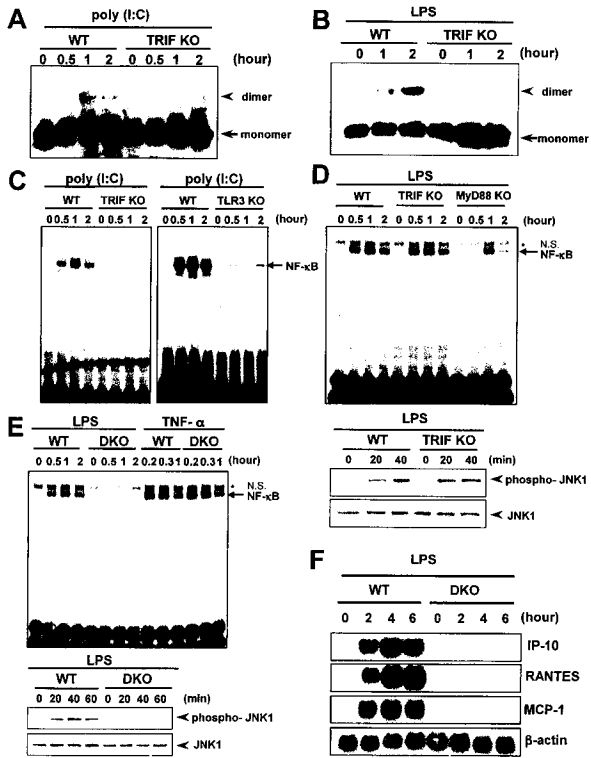 A
poly (I:C)
WT TRIF KO
0 0.5 1 2 0 0.5 1 2 (hour)
dimer
monomer
B
LPS
WT TRIF KO
0 1 2 0 1 2 (hour)
dimer
monomer
C
poly (I:C) poly (I:C)
WT TRIF KO WT TLR3 KO
0 0.5 1 2 0 0.5 1 2 0 0.5 1 2 0 0.5 1 2 (hour)
NF-κB
D
LPS
WT TRIF KO MyD88 KO
0 0.5 1 2 0 0.5 1 2 0 0.5 1 2 (hour)
* N.S.
NF-κB
LPS
WT TRIF KO
0 20 40 0 20 40 (min)
phospho- JNK1
JNK1
E
LPS TNF- α
WT DKO WT DKO
0 0.5 1 2 0 0.5 1 2 0.2 0.3 1 0.2 0.3 1 (hour)
* N.S.
NF-κB
LPS
WT DKO
0 20 40 60 0 20 40 60 (min)
phospho- JNK1
JNK1
F
LPS
WT DKO
0 2 4 6 0 2 4 6 (hour)
IP-10
RANTES
MCP-1
β-actin